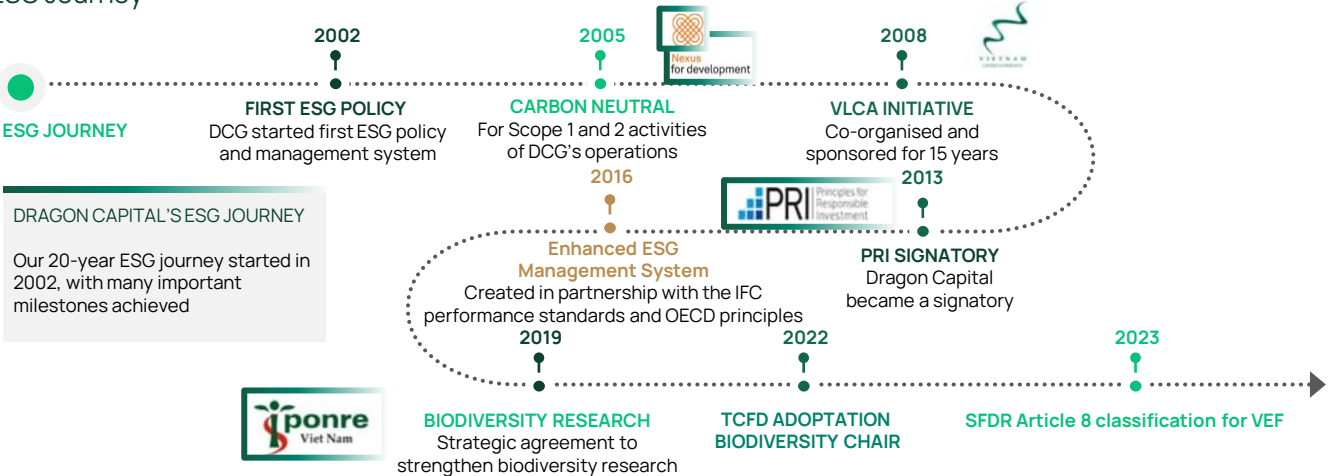 ESG Journey
2002
2005
Nexus
for development
2008
VIETNAM
ESG JOURNEY
FIRST ESG POLICY
DCG started first ESG policy
and management system
CARBON NEUTRAL
For Scope 1 and 2 activities
of DCG's operations
VLCA INITIATIVE
Co-organised and
sponsored for 15 years
DRAGON CAPITAL'S ESG JOURNEY
Our 20-year ESG journey started in
2002, with many important
milestones achieved
2016
Enhanced ESG
Management System
Created in partnership with the IFC
performance standards and OECD principles
PRI
Principles for
Responsible
Investment
2013
PRI SIGNATORY
Dragon Capital
became a signatory
2019
2022
2023
iponre
Viet Nam
BIODIVERSITY RESEARCH
Strategic agreement to
strengthen biodiversity research
TCFD ADOPTATION
BIODIVERSITY CHAIR
SFDR Article 8 classification for VEF